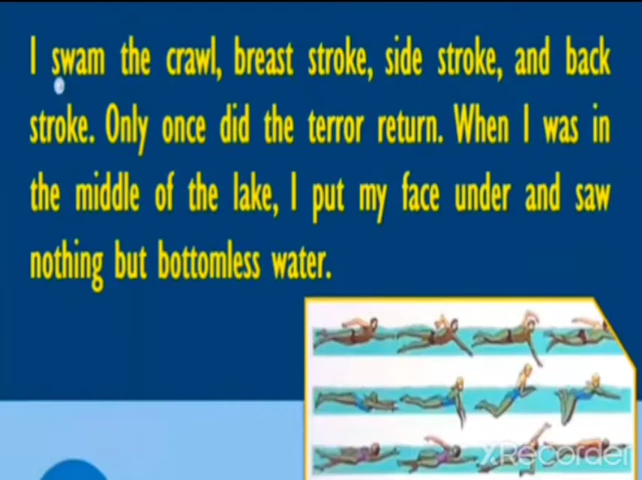 I swam the crawl, breast stroke, side stroke, and back
stroke. Only once did the terror return. When I was in
the middle of the lake, I put my face under and saw
nothing but bottomless water.
XRecorder